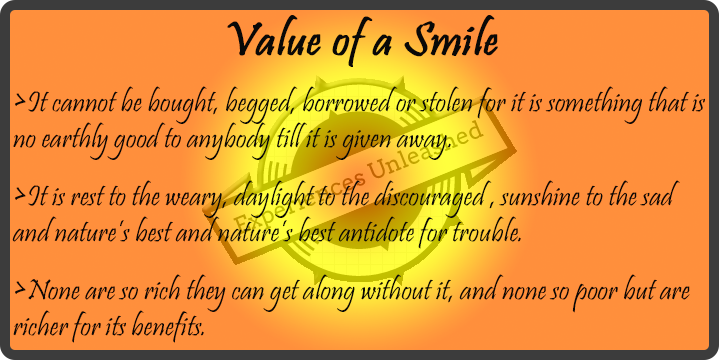 Value of a Smile
>It cannot be bought, begged, borrowed or stolen for it is something that is
no earthly good to anybody till it is given away.
>It is rest to the weary, daylight to the discouraged , sunshine to the sad
and nature's best and nature's best antidote for trouble.
>None are so rich they can get along without it, and none so poor but are
richer for its benefits.
Experiences Unlearned